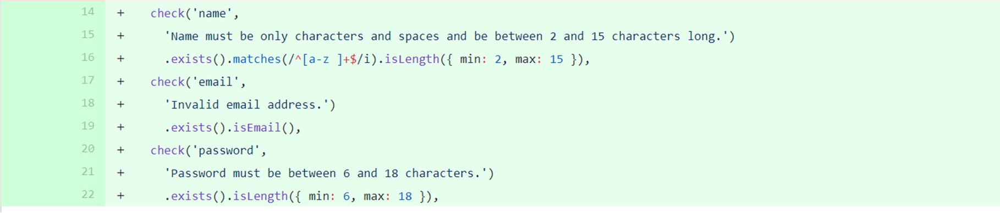 14 + check('name',
15 + 'Name must be only characters and spaces and be between 2 and 15 characters long.')
16 + .exists().matches(/^[a-z ]+$/i).isLength({ min: 2, max: 15 }),
17 + check('email',
18 + 'Invalid email address.')
19 + .exists().isEmail(),
20 + check('password',
21 + 'Password must be between 6 and 18 characters.')
22 + .exists().isLength({ min: 6, max: 18 }),